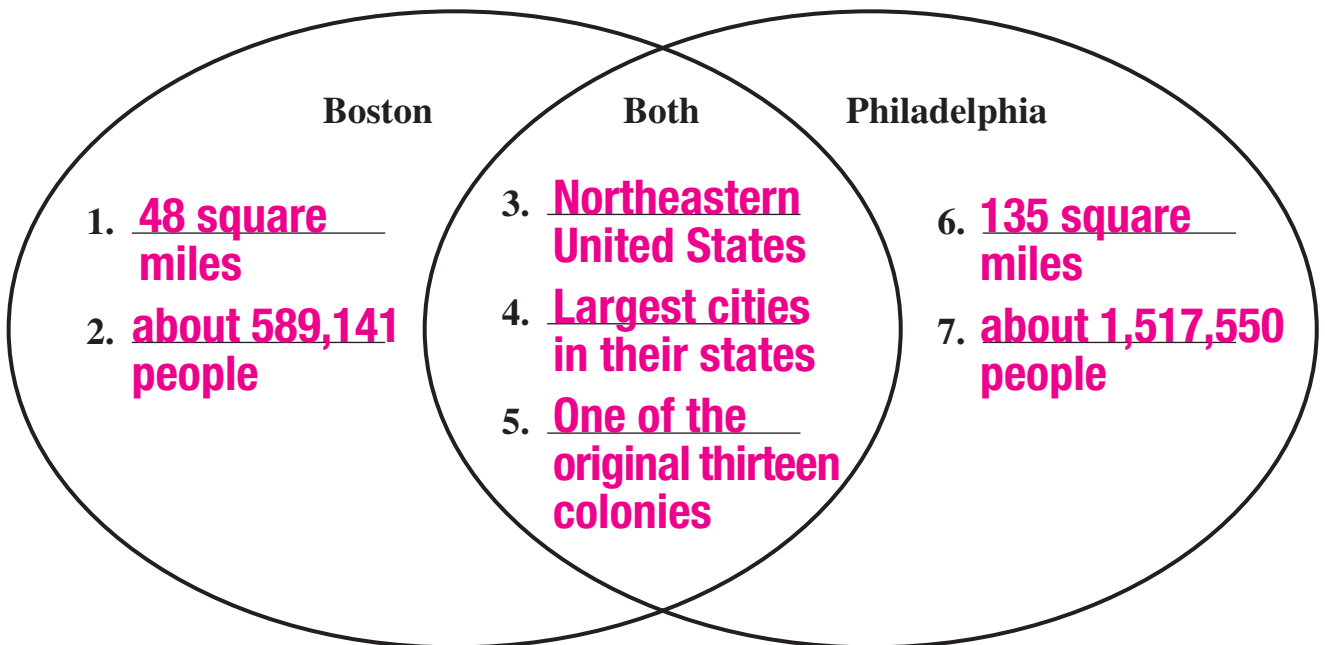 Boston
Both
Philadelphia
1. 48 square
miles
2. about 589,141
people
3. Northeastern
United States
4. Largest cities
in their states
5. One of the
original thirteen
colonies
6. 135 square
miles
7. about 1,517,550
people